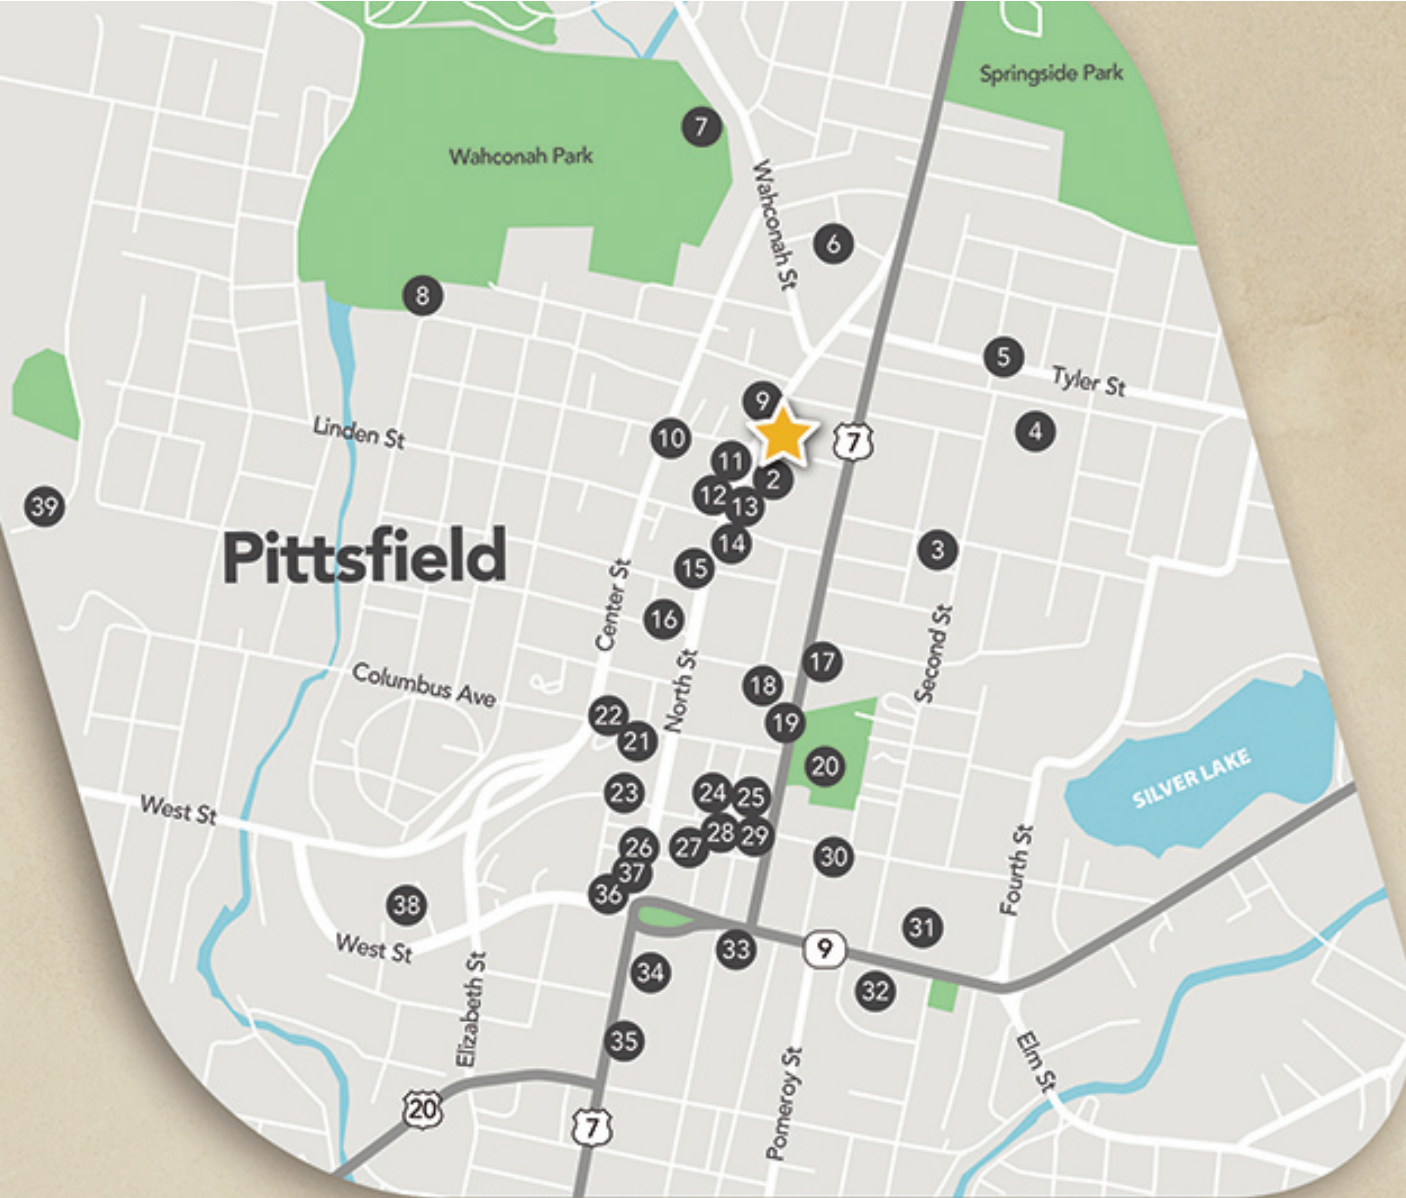 Springside Park
7
Wahconah Park
Wahconah St
6
8
5
Tyler St
9
4
Linden St
10
7
11
2
12
13
39
Pittsfield
14
3
15
Center St
16
Second St
17
North St
Columbus Ave
18
22
19
21
20
SILVER LAKE
23
24
25
West St
28
29
26
27
30
37
Fourth St
36
38
31
West St
33
9
34
32
Elizabeth St
35
Elm St
Pomeroy St
20
7